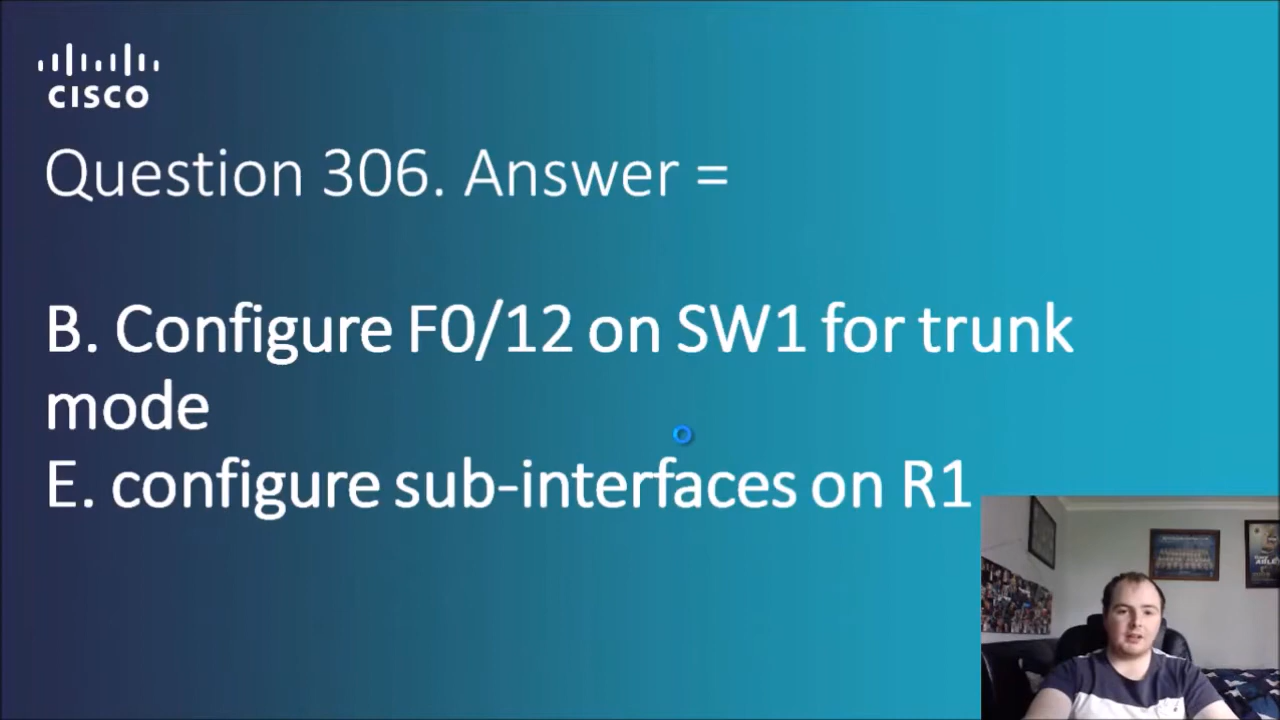 CISCO
Question 306. Answer =
B. Configure F0/12 on SW1 for trunk
mode
E. configure sub-interfaces on R1